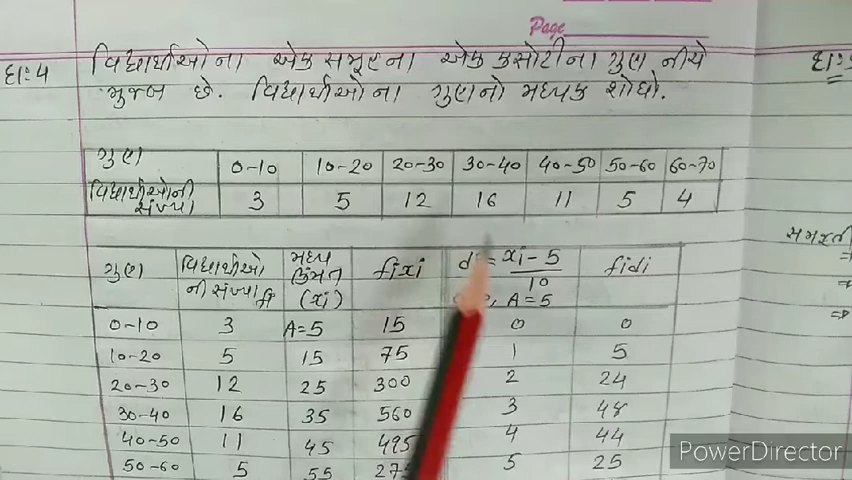 Page
દા:4 વિદ્યાર્થીઓના એક સમૂહના એક કસોટીના ગુણ નીચે
મુજબ છે. વિદ્યાર્થીઓના ગુણનો મધ્યક શોધો.
ગુણ 0-10 10-20 20-30 30-40 40-50 50-60 60-70
વિદ્યાર્થીઓની સંખ્યા 3 5 12 16 11 5 4
ગુણ વિદ્યાર્થીઓ મધ્ય fixi xi-5 fidi
ની સંખ્યા fi કિંમત 10
(xi) A=5
0-10 3 A=5 15 0 0
10-20 5 15 75 1 5
20-30 12 25 300 2 24
30-40 16 35 560 3 48
40-50 11 45 495 4 44
50-60 5 55 275 5 25
સમજૂતી
PowerDirector